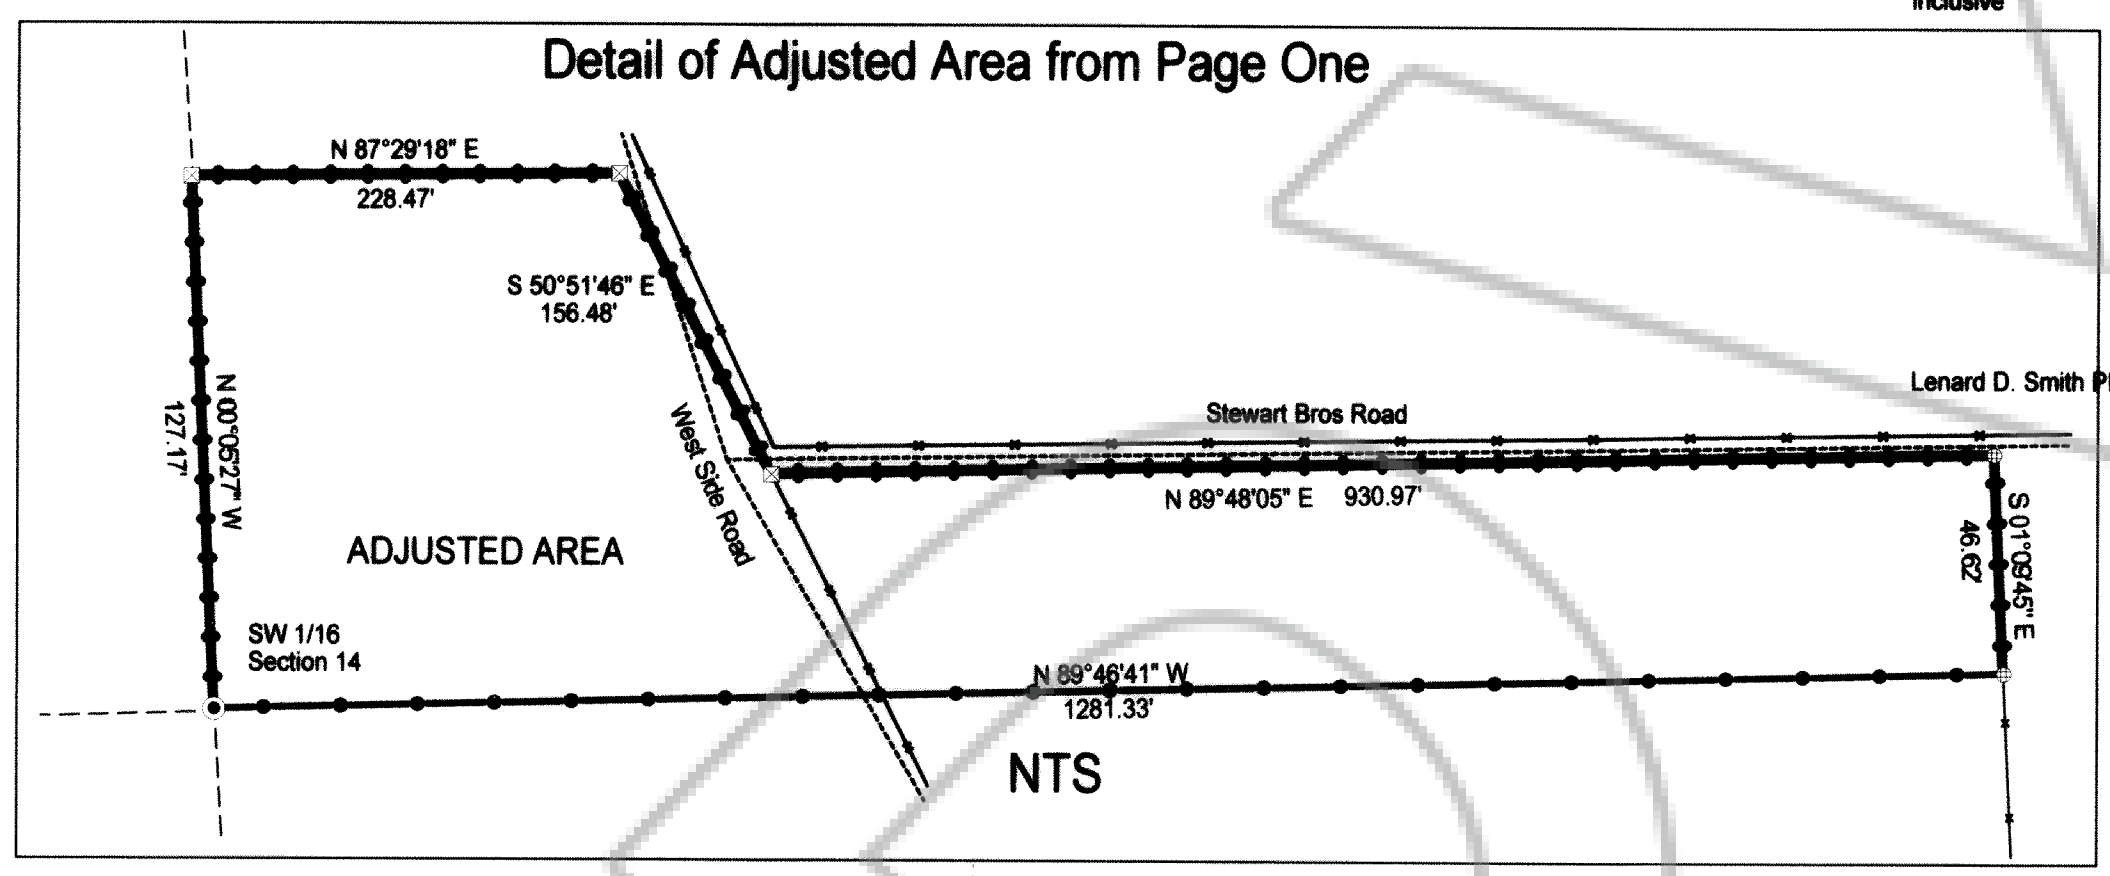 Inclusive
Detail of Adjusted Area from Page One
N 87°29'18" E
228.47'
S 50°51'46" E
156.48'
N 00°05'27" W
127.17'
West Side Road
Stewart Bros Road
Lenard D. Smith
N 89°48'05" E 930.97'
S 01°09'45" E
46.62'
ADJUSTED AREA
SW 1/16
Section 14
N 89°46'41" W
1281.33'
NTS